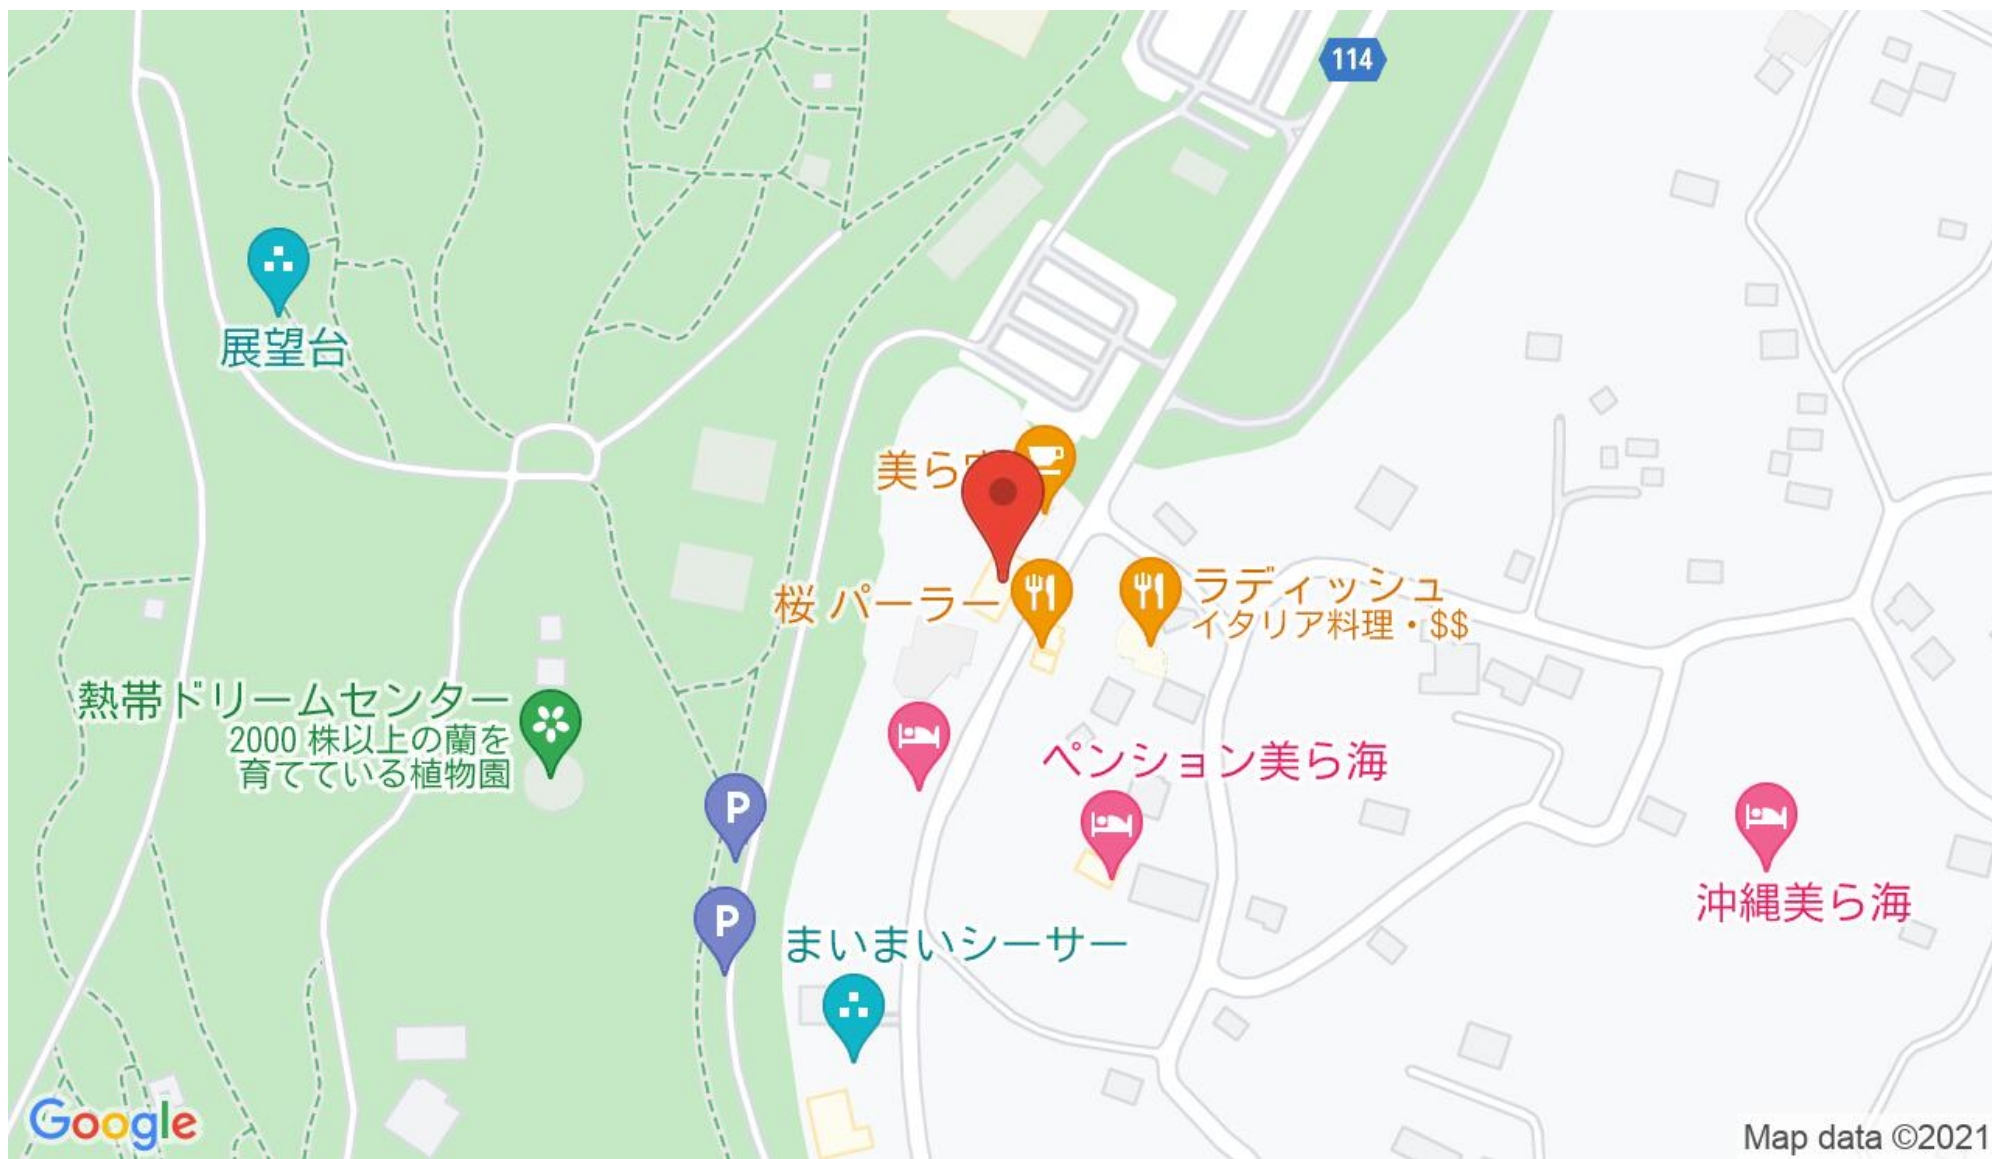 114
展望台
美ら
桜 パーラー
ラディッシュ
イタリア料理・$$
熱帯ドリームセンター
2000 株以上の蘭を
育てている植物園
P
ペンション美ら海
沖縄美ら海
P
まいまいシーサー
Google
Map data ©2021